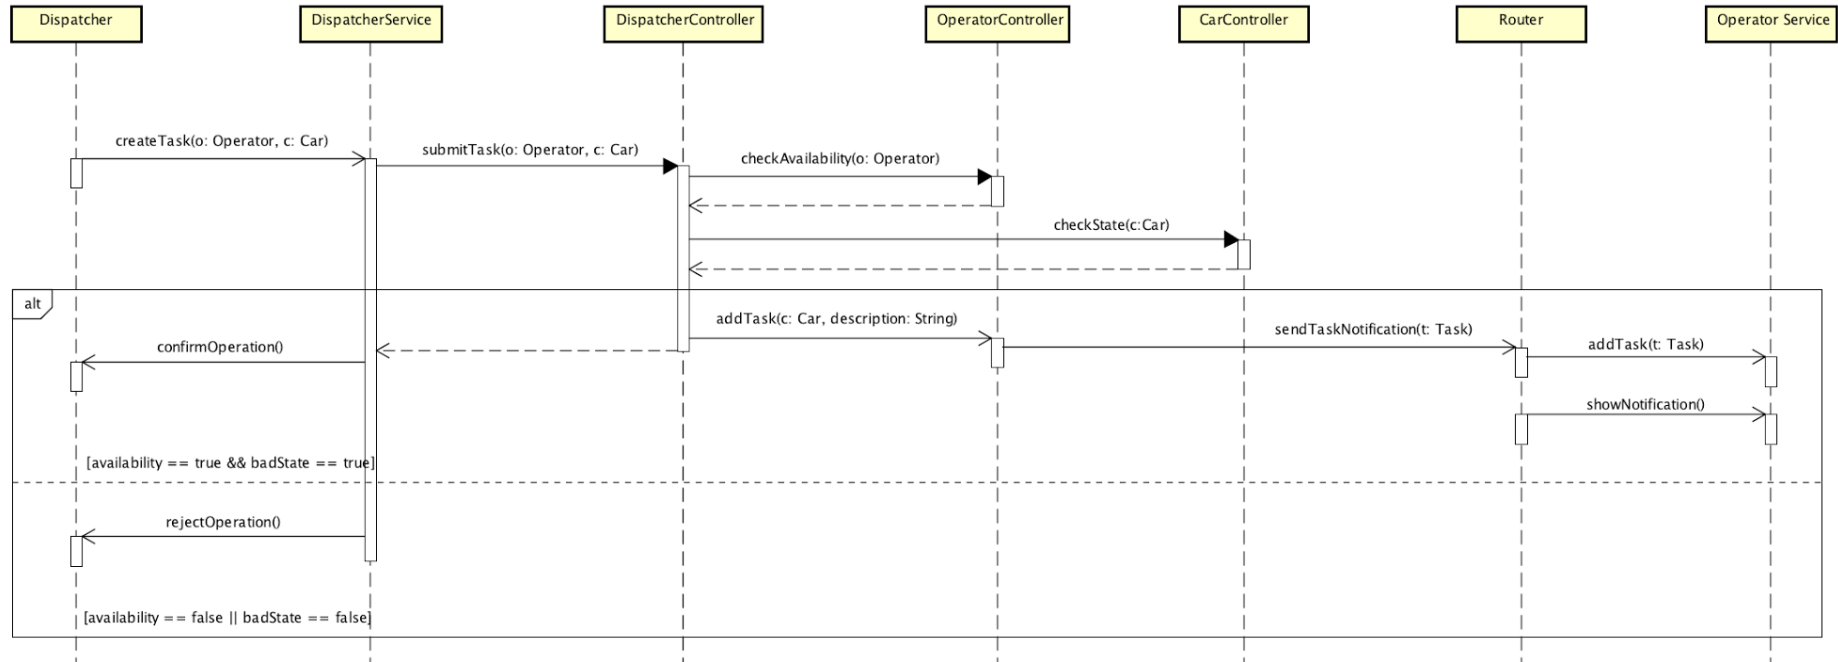 Dispatcher
DispatcherService
DispatcherController
OperatorController
CarController
Router
Operator Service
createTask(o: Operator, c: Car)
submitTask(o: Operator, c: Car)
checkAvailability(o: Operator)
checkState(c:Car)
alt
addTask(c: Car, description: String)
sendTaskNotification(t: Task)
addTask(t: Task)
confirmOperation()
showNotification()
[availability == true && badState == true]
rejectOperation()
[availability == false || badState == false]